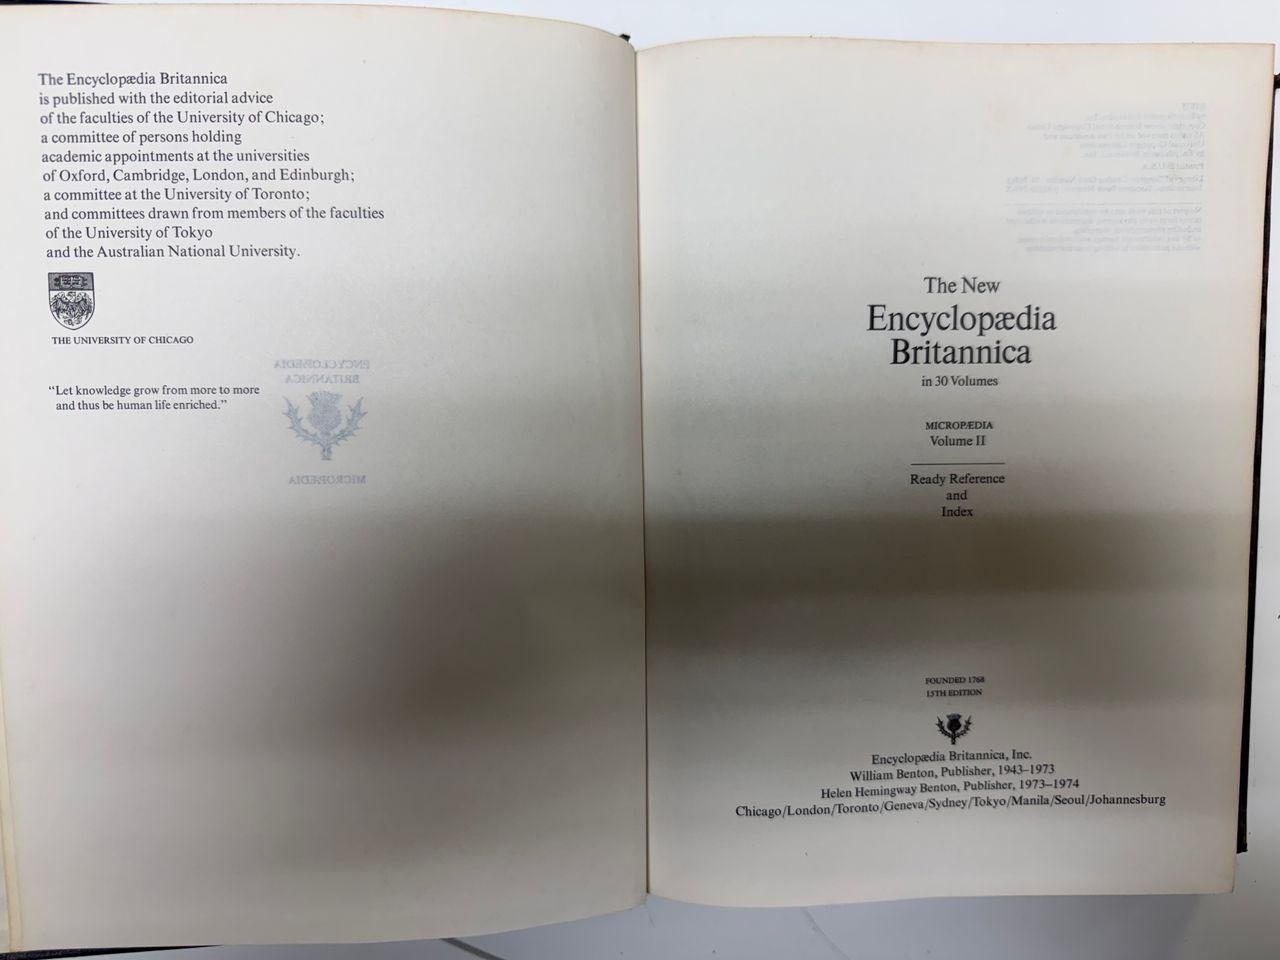 The Encyclopædia Britannica
is published with the editorial advice
of the faculties of the University of Chicago;
a committee of persons holding
academic appointments at the universities
of Oxford, Cambridge, London, and Edinburgh;
a committee at the University of Toronto;
and committees drawn from members of the faculties
of the University of Tokyo
and the Australian National University.
THE UNIVERSITY OF CHICAGO
“Let knowledge grow from more to more
and thus be human life enriched.”
ENCYCLOPÆDIA
BRITANNICA
MICROPÆDIA
The New
Encyclopædia
Britannica
in 30 Volumes
MICROPÆDIA
Volume II
Ready Reference
and
Index
FOUNDED 1768
15TH EDITION
Encyclopædia Britannica, Inc.
William Benton, Publisher, 1943–1973
Helen Hemingway Benton, Publisher, 1973–1974
Chicago/London/Toronto/Geneva/Sydney/Tokyo/Manila/Seoul/Johannesburg